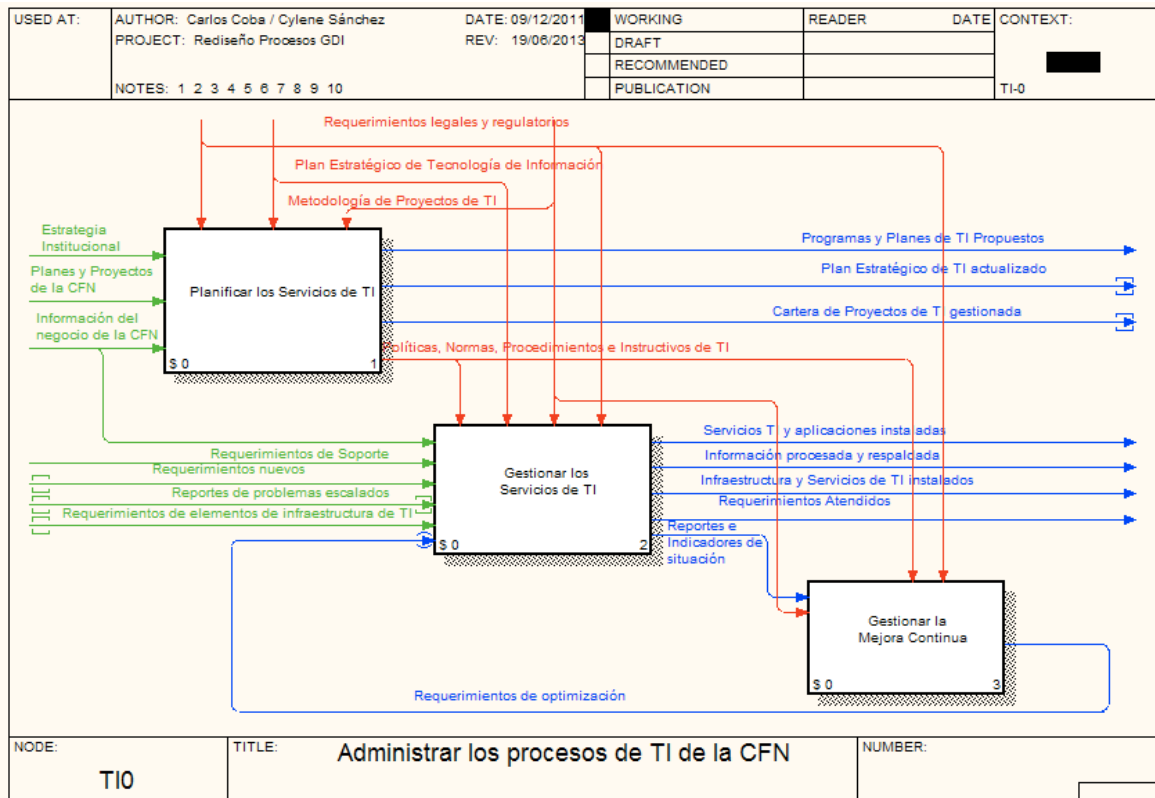 USED AT:
AUTHOR: Carlos Coba / Cylene Sánchez
DATE: 09/12/2011
PROJECT: Rediseño Procesos GDI
REV: 19/06/2013
NOTES: 1 2 3 4 5 6 7 8 9 10
WORKING
DRAFT
RECOMMENDED
PUBLICATION
READER
DATE
CONTEXT:
TI-0
Requerimientos legales y regulatorios
Plan Estratégico de Tecnología de Información
Metodología de Proyectos de TI
Estrategia
Institucional
Planes y Proyectos
de la CFN
Información del
negocio de la CFN
Planificar los Servicios de TI
$ 0
1
Programas y Planes de TI Propuestos
Plan Estratégico de TI actualizado
Cartera de Proyectos de TI gestionada
Políticas, Normas, Procedimientos e Instructivos de TI
Requerimientos de Soporte
Requerimientos nuevos
Reportes de problemas escalados
Requerimientos de elementos de infraestructura de TI
Gestionar los
Servicios de TI
$ 0
2
Servicios TI y aplicaciones instaladas
Información procesada y respaldada
Infraestructura y Servicios de TI instalados
Requerimientos Atendidos
Reportes e
Indicadores de
situación
Gestionar la
Mejora Continua
$ 0
3
Requerimientos de optimización
NODE:
TI0
TITLE:
Administrar los procesos de TI de la CFN
NUMBER: